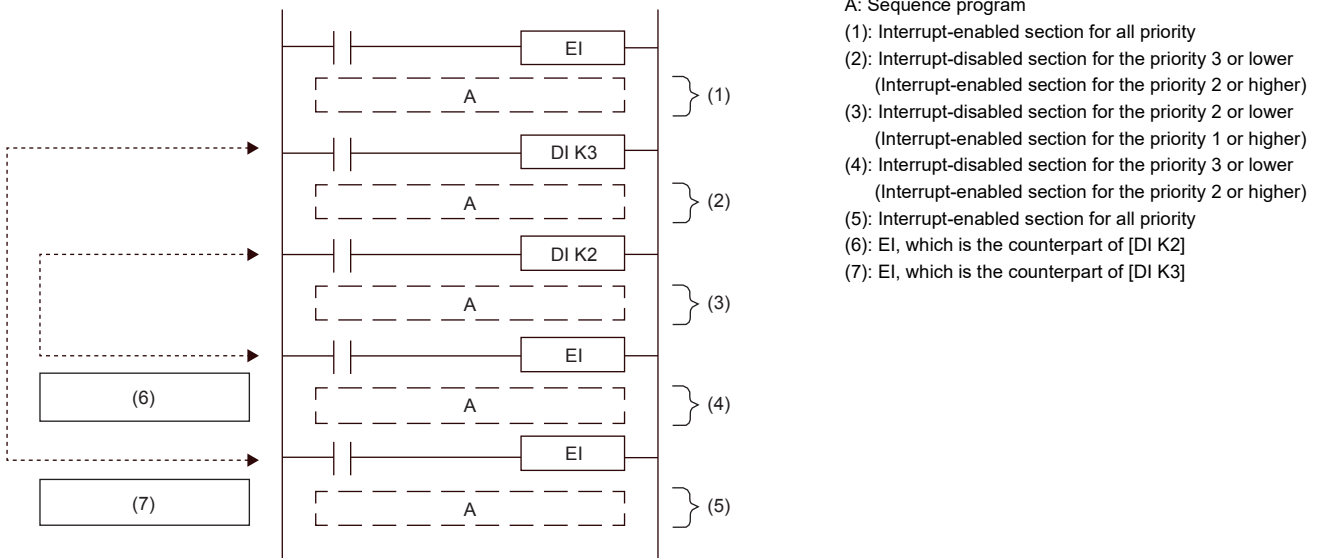 EI
A
(1)
DI K3
A
(2)
DI K2
A
(3)
EI
(6)
A
(4)
EI
(7)
A
(5)
A: Sequence program
(1): Interrupt-enabled section for all priority
(2): Interrupt-disabled section for the priority 3 or lower
(Interrupt-enabled section for the priority 2 or higher)
(3): Interrupt-disabled section for the priority 2 or lower
(Interrupt-enabled section for the priority 1 or higher)
(4): Interrupt-disabled section for the priority 3 or lower
(Interrupt-enabled section for the priority 2 or higher)
(5): Interrupt-enabled section for all priority
(6): EI, which is the counterpart of [DI K2]
(7): EI, which is the counterpart of [DI K3]